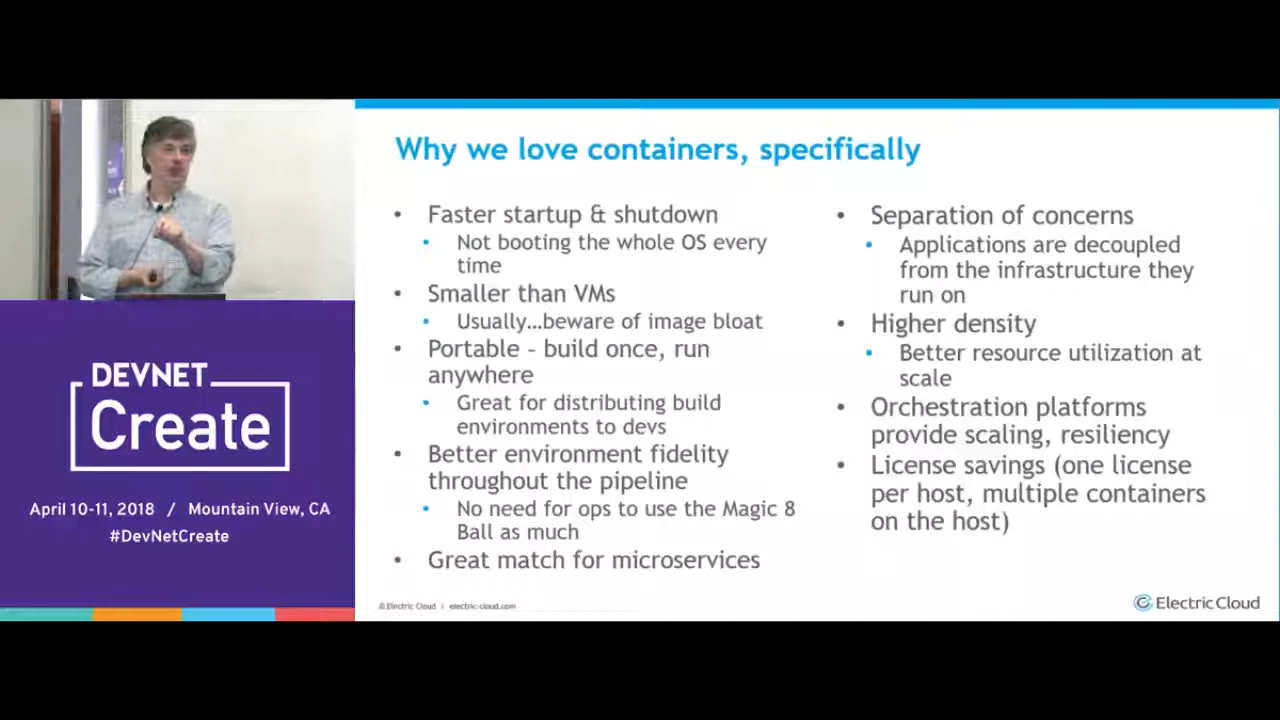 Why we love containers, specifically
• Faster startup & shutdown
• Not booting the whole OS every
time
• Smaller than VMs
• Usually…beware of image bloat
• Portable – build once, run
anywhere
• Great for distributing build
environments to devs
• Better environment fidelity
throughout the pipeline
• No need for ops to use the Magic 8
Ball as much
• Great match for microservices
• Separation of concerns
• Applications are decoupled
from the infrastructure they
run on
• Higher density
• Better resource utilization at
scale
• Orchestration platforms
provide scaling, resiliency
• License savings (one license
per host, multiple containers
on the host)
© Electric Cloud | electric-cloud.com
Electric Cloud
DEVNET
Create
April 10-11, 2018 / Mountain View, CA
#DevNetCreate